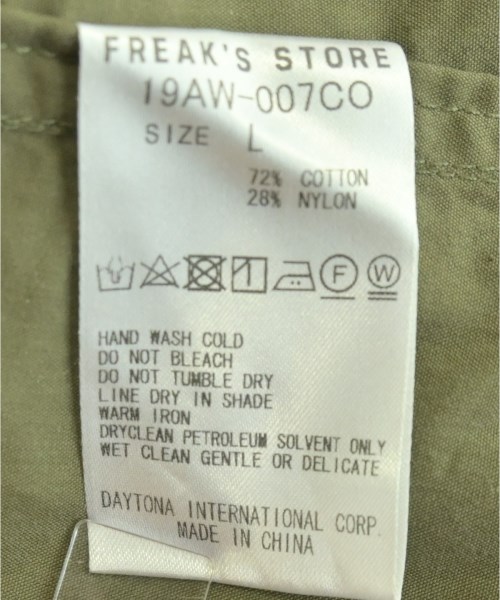 FREAK'S STORE
19AW-007CO
SIZE L
72% COTTON
28% NYLON
F W
HAND WASH COLD
DO NOT BLEACH
DO NOT TUMBLE DRY
LINE DRY IN SHADE
WARM IRON
DRYCLEAN PETROLEUM SOLVENT ONLY
WET CLEAN GENTLE OR DELICATE
DAYTONA INTERNATIONAL CORP.
MADE IN CHINA